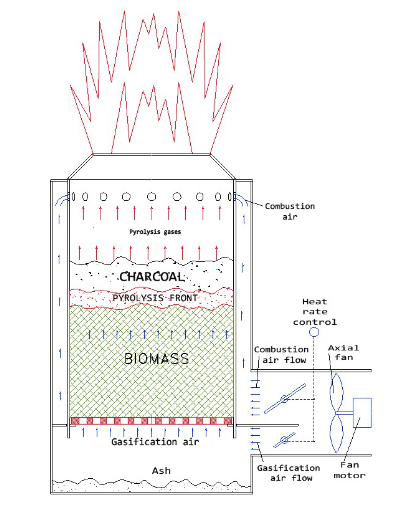 Combustion
air
Pyrolysis gases
CHARCOAL
PYROLYSIS FRONT
Heat
rate
control
BIOMASS
Combustion
air flow
Axial
fan
Gasification air
Ash
Gasification
air flow
Fan
motor